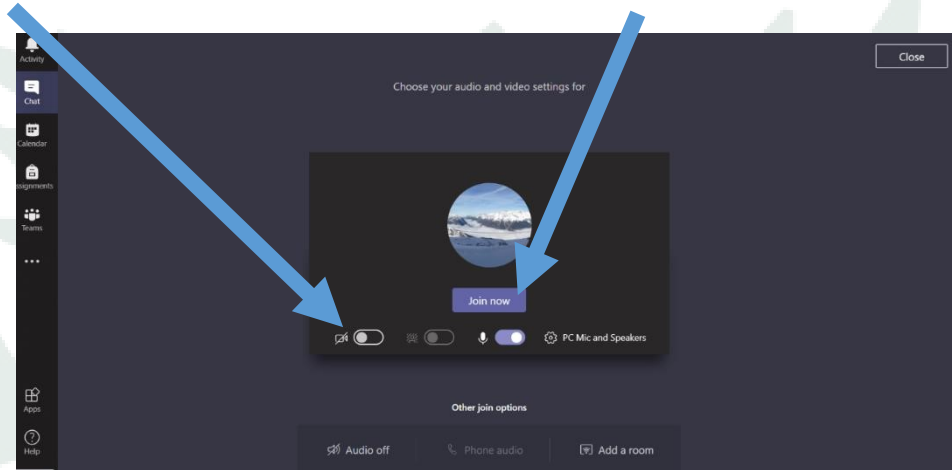 Activity
Chat
Calendar
ssignments
Teams
Apps
Help
Close
Choose your audio and video settings for
Join now
PC Mic and Speakers
Other join options
Audio off
Phone audio
Add a room